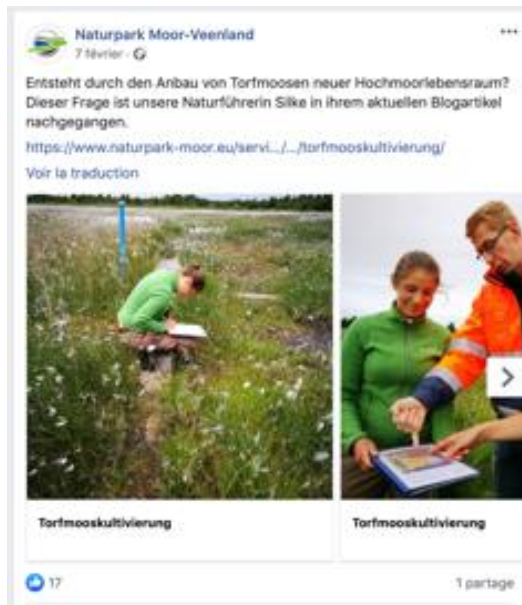 Naturpark Moor-Veenland
7 février ·
Entsteht durch den Anbau von Torfmoosen neuer Hochmoorlebensraum?
Dieser Frage ist unsere Naturführerin Silke in ihrem aktuellen Blogartikel
nachgegangen.
https://www.naturpark-moor.eu/servi.../.../torfmooskultivierung/
Voir la traduction
Torfmooskultivierung
Torfmooskultivierung
17
1 partage